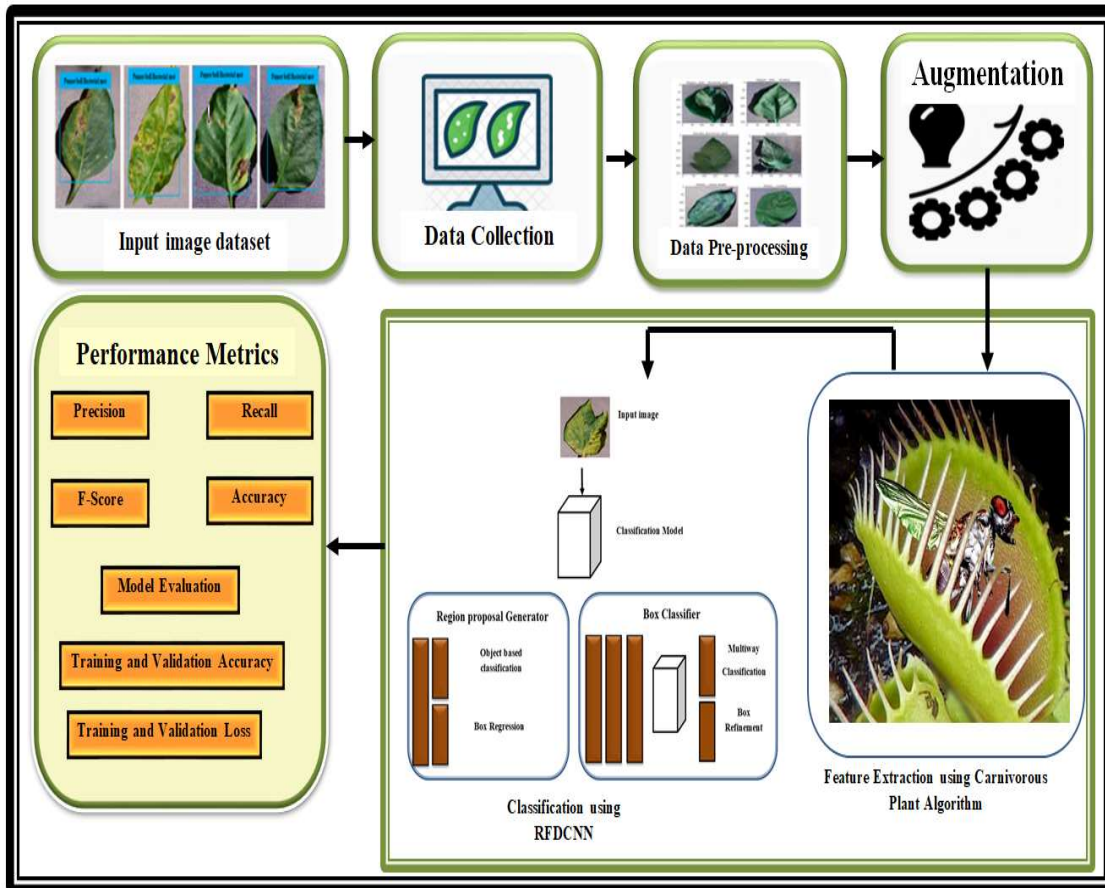 Input image dataset
Data Collection
Data Pre-processing
Augmentation
Performance Metrics
Precision
Recall
F-Score
Accuracy
Model Evaluation
Training and Validation Accuracy
Training and Validation Loss
Input image
Classification Model
Region proposal Generator
Object based
classification
Box Regression
Box Classifier
Multiway
Classification
Box
Refinement
Classification using
RFDCNN
Feature Extraction using Carnivorous
Plant Algorithm